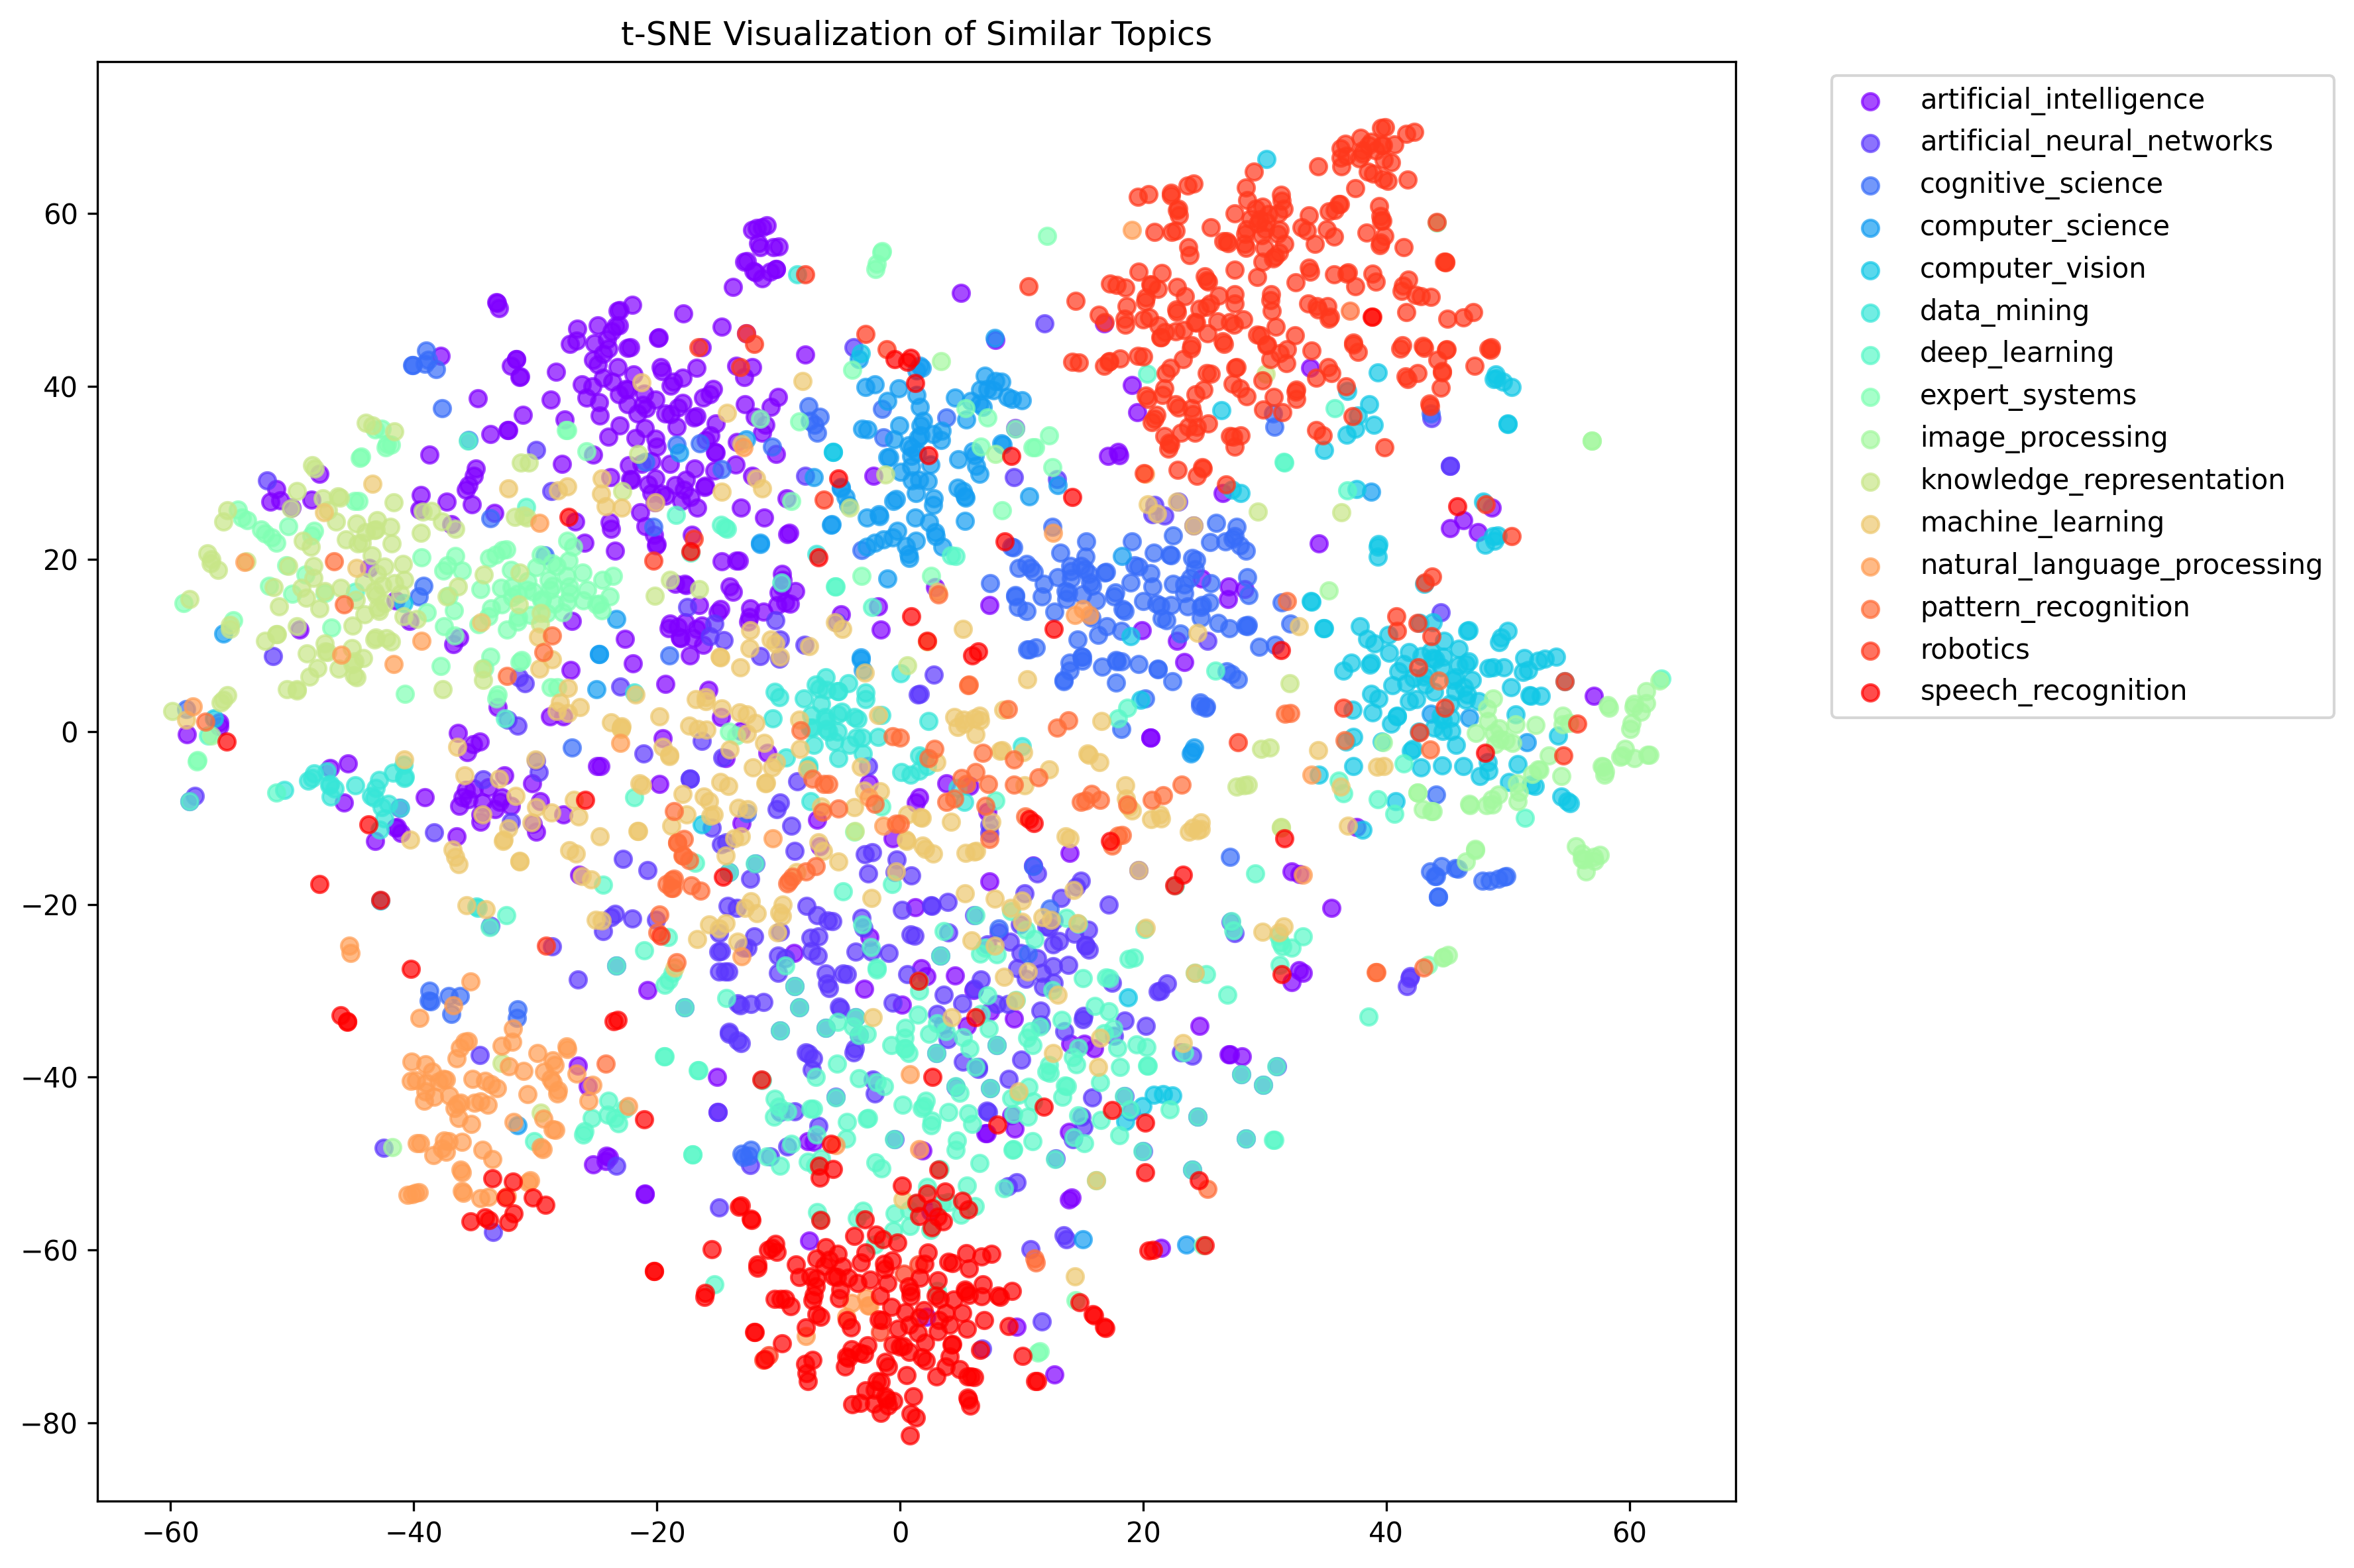 t-SNE Visualization of Similar Topics
60
40
20
0
−20
−40
−60
−80
−60
−40
−20
0
20
40
60
artificial_intelligence
artificial_neural_networks
cognitive_science
computer_science
computer_vision
data_mining
deep_learning
expert_systems
image_processing
knowledge_representation
machine_learning
natural_language_processing
pattern_recognition
robotics
speech_recognition